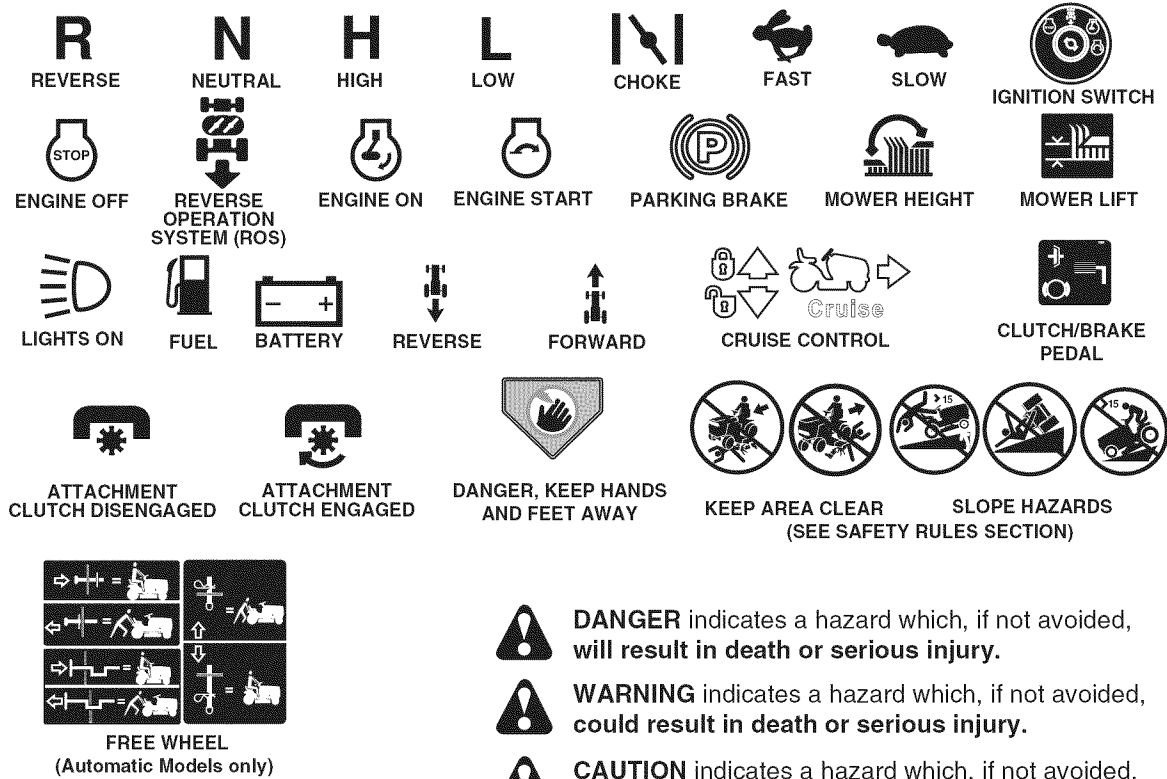 R
REVERSE
N
NEUTRAL
H
HIGH
L
LOW
CHOKE
FAST
SLOW
IGNITION SWITCH
STOP
ENGINE OFF
REVERSE
OPERATION
SYSTEM (ROS)
ENGINE ON
ENGINE START
P
PARKING BRAKE
MOWER HEIGHT
MOWER LIFT
LIGHTS ON
FUEL
BATTERY
REVERSE
FORWARD
Cruise
CRUISE CONTROL
CLUTCH/BRAKE
PEDAL
ATTACHMENT
CLUTCH DISENGAGED
ATTACHMENT
CLUTCH ENGAGED
DANGER, KEEP HANDS
AND FEET AWAY
KEEP AREA CLEAR
15
15
SLOPE HAZARDS
(SEE SAFETY RULES SECTION)
FREE WHEEL
(Automatic Models only)
DANGER indicates a hazard which, if not avoided,
will result in death or serious injury.
WARNING indicates a hazard which, if not avoided,
could result in death or serious injury.
CAUTION indicates a hazard which, if not avoided,